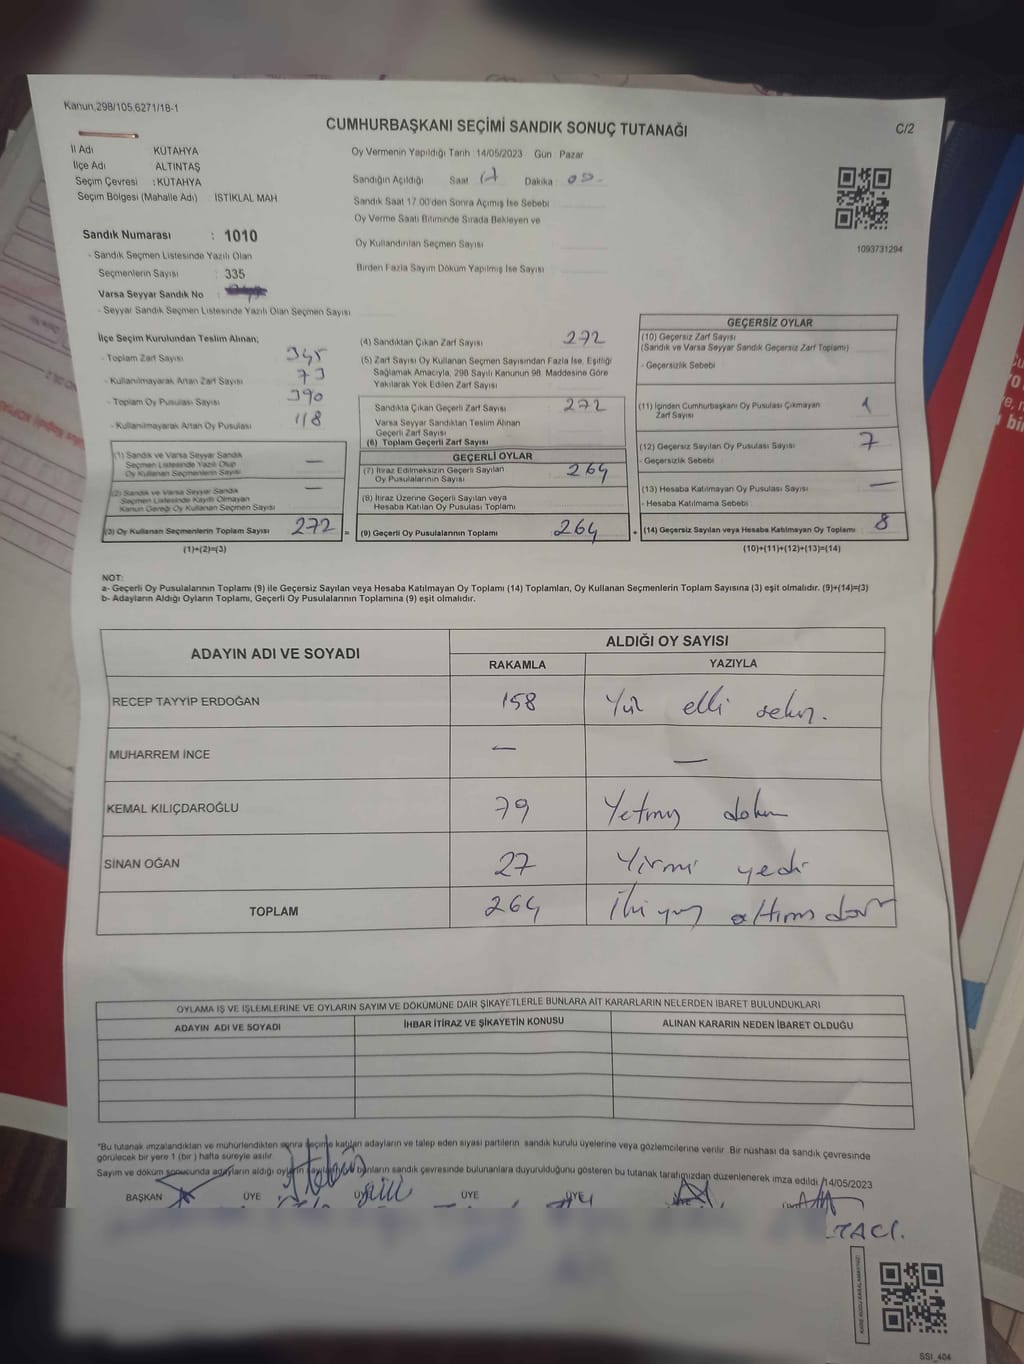 Kanun,298/105,6271/18-1
CUMHURBAŞKANI SEÇİMİ SANDIK SONUÇ TUTANAĞI
C/2
İl Adı KÜTAHYA
İlçe Adı ALTINTAŞ
Seçim Çevresi : KÜTAHYA
Seçim Bölgesi (Mahalle Adı) İSTİKLAL MAH
Sandık Numarası : 1010
- Sandık Seçmen Listesinde Yazılı Olan
Seçmenlerin Sayısı : 335
Varsa Seyyar Sandık No :
- Seyyar Sandık Seçmen Listesinde Yazılı Olan Seçmen Sayısı
Oy Vermenin Yapıldığı Tarih 14/05/2023 Gün Pazar
Sandığın Açıldığı Saat 17 Dakika 00-
Sandık Saat 17.00'den Sonra Açımış İse Sebebi
Oy Verme Saati Bitiminde Sırada Bekleyen ve
Oy Kullandırılan Seçmen Sayısı
Birden Fazla Sayım Döküm Yapılmış İse Sayısı
1093731294
İlçe Seçim Kurulundan Teslim Alınan;
- Toplam Zarf Sayısı 345
- Kullanılmayarak Artan Zarf Sayısı 73
- Toplam Oy Pusulası Sayısı 390
- Kullanılmayarak Artan Oy Pusulası 118
(1) Sandık ve Varsa Seyyar Sandık
Seçmen Listesinde Yazılı Olup
Oy Kullanan Seçmenlerin Sayısı —
(2) Sandık ve Varsa Seyyar Sandık
Seçmen Listesinde Kayıtlı Olmayan
Kanun Gereği Oy Kullanan Seçmen Sayısı —
(3) Oy Kullanan Seçmenlerin Toplam Sayısı 272 =
(1)+(2)=(3)
(4) Sandıktan Çıkan Zarf Sayısı 272
(5) Zarf Sayısı Oy Kullanan Seçmen Sayısından Fazla İse, Eşitliği
Sağlamak Amacıyla, 298 Sayılı Kanunun 98. Maddesine Göre
Yakılarak Yok Edilen Zarf Sayısı
Sandıkta Çıkan Geçerli Zarf Sayısı 272
Varsa Seyyar Sandıktan Teslim Alınan
Geçerli Zarf Sayısı
(6) Toplam Geçerli Zarf Sayısı
GEÇERLİ OYLAR
(7) İtiraz Edilmeksizin Geçerli Sayılan
Oy Pusulalarının Sayısı 264
(8) İtiraz Üzerine Geçerli Sayılan veya
Hesaba Katılan Oy Pusulası Toplamı
(9) Geçerli Oy Pusulalarının Toplamı 264 +
GEÇERSİZ OYLAR
(10) Geçersiz Zarf Sayısı
(Sandık ve Varsa Seyyar Sandık Geçersiz Zarf Toplamı)
- Geçersizlik Sebebi
(11) İçinden Cumhurbaşkanı Oy Pusulası Çıkmayan
Zarf Sayısı 1
(12) Geçersiz Sayılan Oy Pusulası Sayısı 7
- Geçersizlik Sebebi
(13) Hesaba Katılmayan Oy Pusulası Sayısı —
- Hesaba Katılmama Sebebi
(14) Geçersiz Sayılan veya Hesaba Katılmayan Oy Toplamı 8
(10)+(11)+(12)+(13)=(14)
NOT:
a- Geçerli Oy Pusulalarının Toplamı (9) ile Geçersiz Sayılan veya Hesaba Katılmayan Oy Toplamı (14) Toplamları, Oy Kullanan Seçmenlerin Toplam Sayısına (3) eşit olmalıdır. (9)+(14)=(3)
b- Adayların Aldığı Oyların Toplamı, Geçerli Oy Pusulalarının Toplamına (9) eşit olmalıdır.
ADAYIN ADI VE SOYADI ALDIĞI OY SAYISI
RAKAMLA YAZIYLA
RECEP TAYYİP ERDOĞAN 158 Yüz elli sekiz.
MUHARREM İNCE — —
KEMAL KILIÇDAROĞLU 79 Yetmiş dokuz
SİNAN OĞAN 27 Yirmi yedi
TOPLAM 264 İki yüz altmış dört
OYLAMA İŞ VE İŞLEMLERİNE VE OYLARIN SAYIM VE DÖKÜMÜNE DAİR ŞİKAYETLERLE BUNLARA AİT KARARLARIN NELERDEN İBARET BULUNDUKLARI
ADAYIN ADI VE SOYADI İHBAR İTİRAZ VE ŞİKAYETİN KONUSU ALINAN KARARIN NEDEN İBARET OLDUĞU
*Bu tutanak imzalandıktan ve mühürlendikten sonra seçime katılan adayların ve talep eden siyasi partilerin sandık kurulu üyelerine veya gözlemcilerine verilir. Bir nüshası da sandık çevresinde
görülecek bir yere 1 (bir) hafta süreyle asılır.
Sayım ve döküm sonucunda adayların aldığı oyların bunların sandık çevresinde bulunanlara duyurulduğunu gösteren bu tutanak tarafımızdan düzenlenerek imza edildi /14/05/2023
BAŞKAN ÜYE ÜYE ÜYE ÜYE
TACI.
SSİ_404